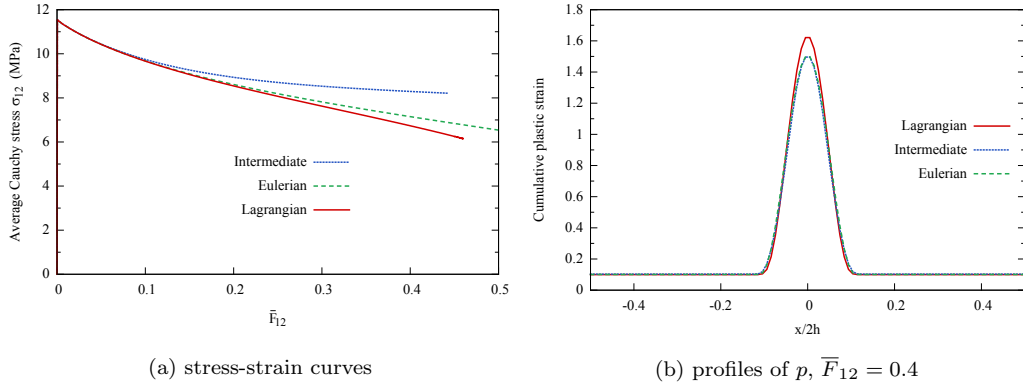 12
10
8
6
4
2
0
Average Cauchy stress σ12 (MPa)
Intermediate
Eulerian
Lagrangian
0 0.1 0.2 0.3 0.4 0.5
F̄12
(a) stress-strain curves
1.8
1.6
1.4
1.2
1
0.8
0.6
0.4
0.2
0
Cumulative plastic strain
Lagrangian
Intermediate
Eulerian
-0.4 -0.2 0 0.2 0.4
x/2h
(b) profiles of p, F̅12 = 0.4